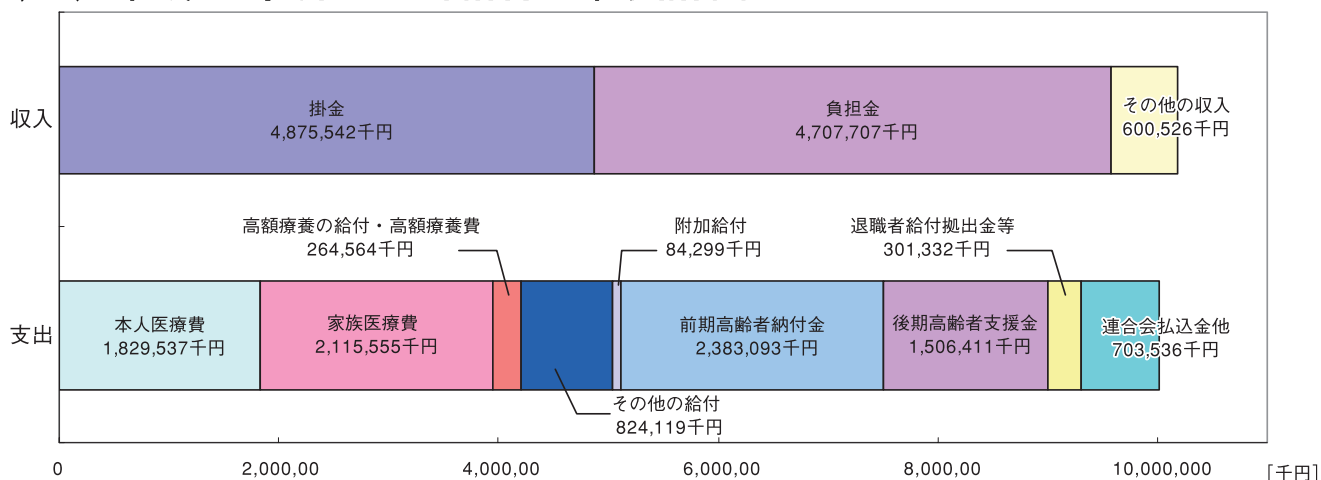 収入
掛金
4,875,542千円
負担金
4,707,707千円
その他の収入
600,526千円
高額療養の給付・高額療養費
264,564千円
附加給付
84,299千円
退職者給付拠出金等
301,332千円
支出
本人医療費
1,829,537千円
家族医療費
2,115,555千円
前期高齢者納付金
2,383,093千円
後期高齢者支援金
1,506,411千円
連合会払込金他
703,536千円
その他の給付
824,119千円
0 2,000,00 4,000,00 6,000,00 8,000,00 10,000,000 [千円]